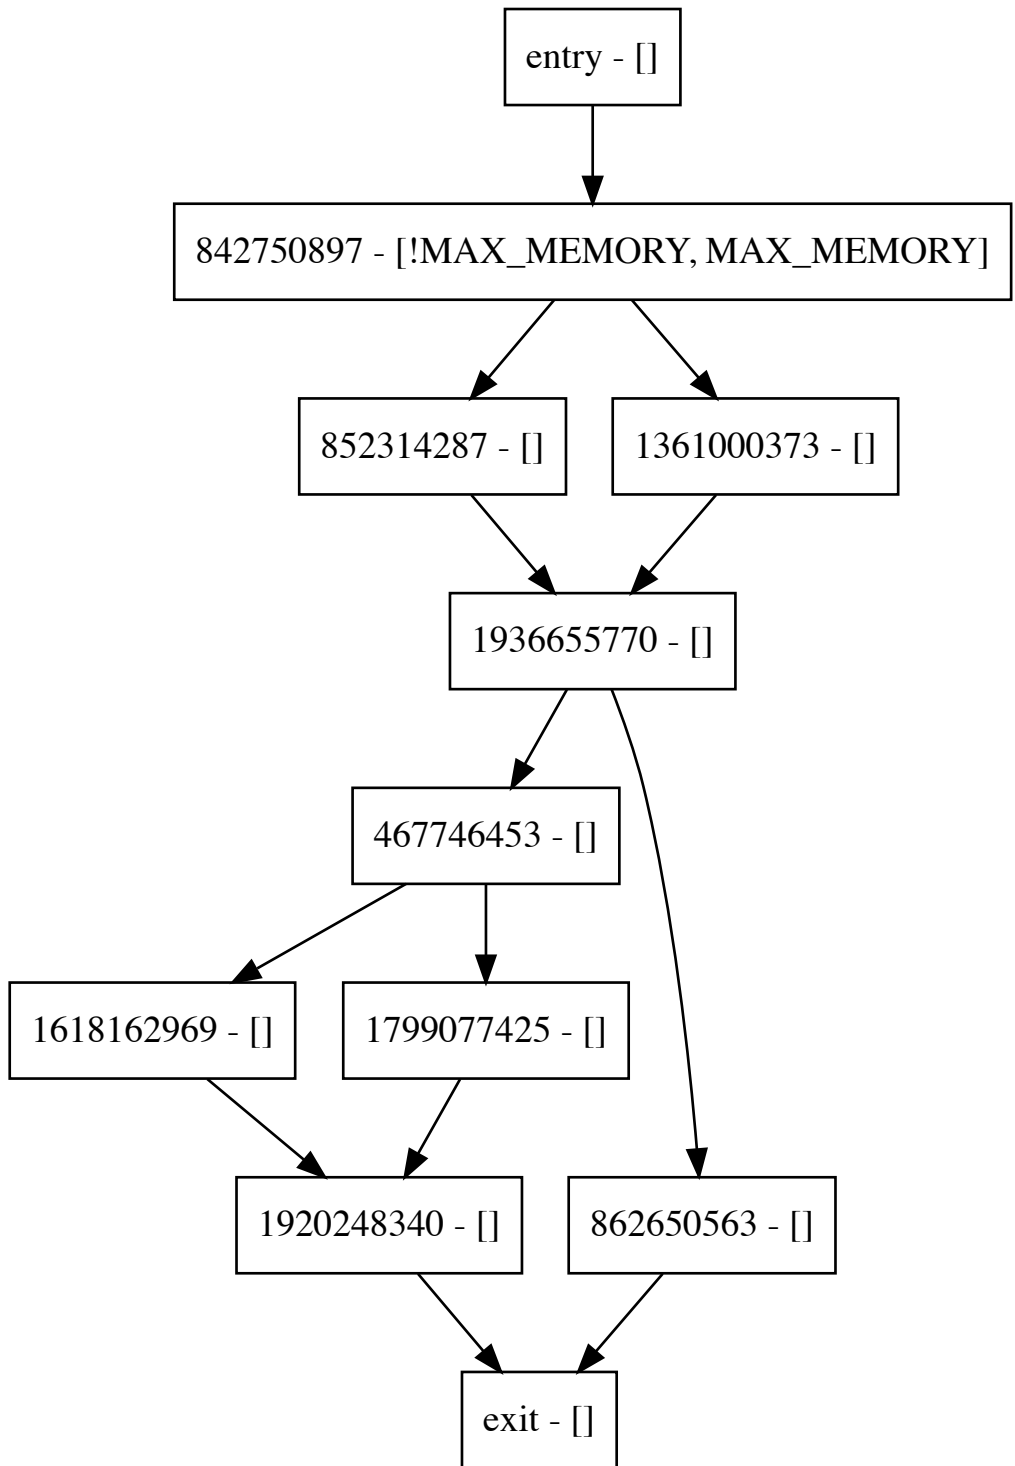 entry - []
842750897 - [!MAX_MEMORY, MAX_MEMORY]
852314287 - []
1361000373 - []
1936655770 - []
467746453 - []
1618162969 - []
1799077425 - []
1920248340 - []
862650563 - []
exit - []